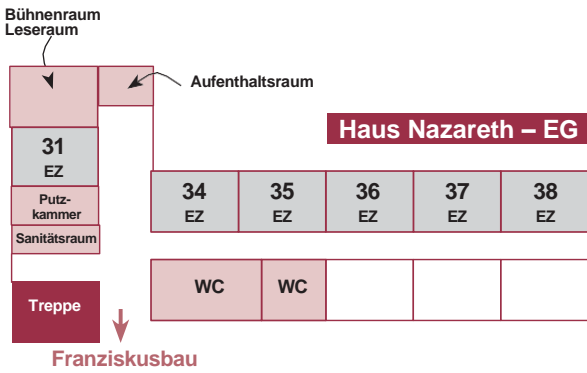 Bühnenraum
Leseraum
Aufenthaltsraum
Haus Nazareth – EG
31
EZ
Putz-
kammer
Sanitätsraum
34
EZ
35
EZ
36
EZ
37
EZ
38
EZ
WC
WC
Treppe
Franziskusbau